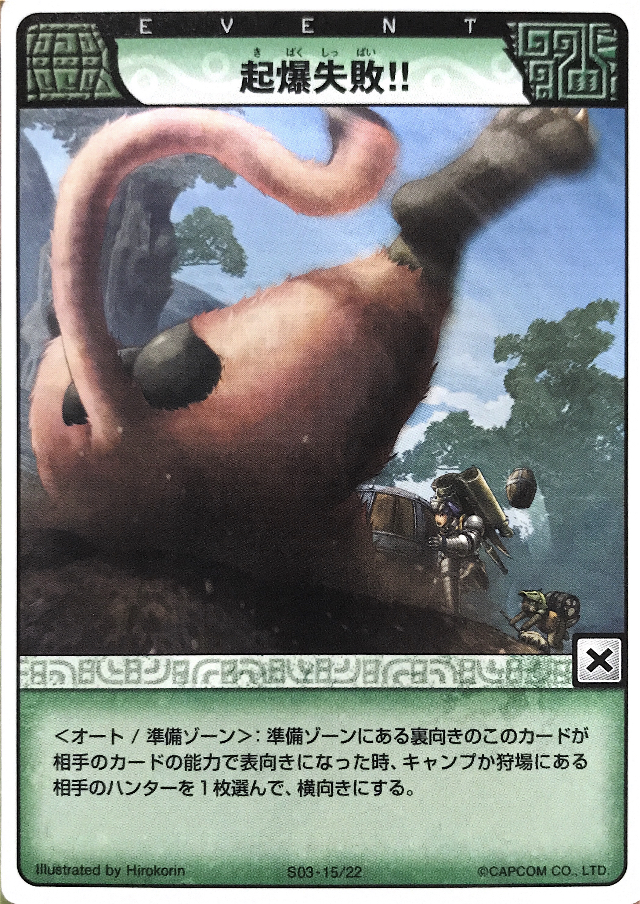 EVENT
きばくしっぱい
起爆失敗!!
＜オート / 準備ゾーン＞：準備ゾーンにある裏向きのこのカードが
相手のカードの能力で表向きになった時、キャンプか狩場にある
相手のハンターを１枚選んで、横向きにする。
Illustrated by Hirokorin S03-15/22 ©CAPCOM CO., LTD.